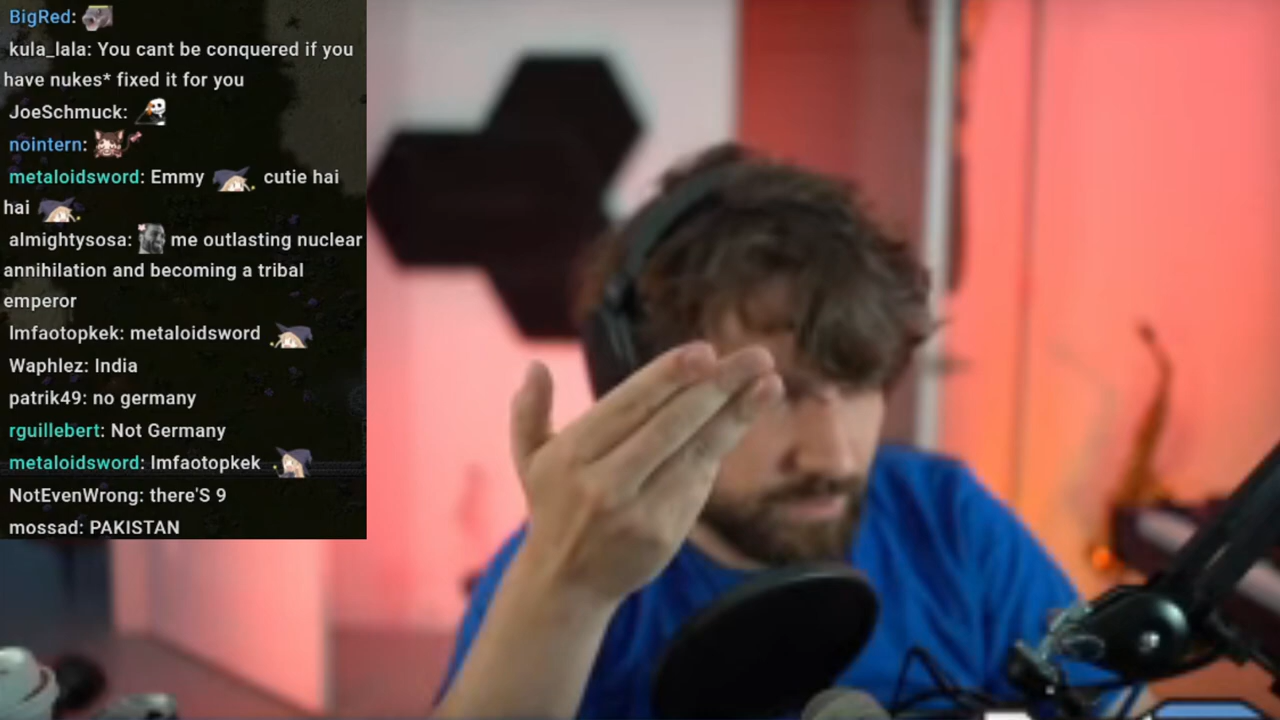 BigRed:
kula_lala: You cant be conquered if you
have nukes* fixed it for you
JoeSchmuck:
nointern:
metaloidsword: Emmy cutie hai
hai
almightysosa: me outlasting nuclear
annihilation and becoming a tribal
emperor
lmfaotopkek: metaloidsword
Waphlez: India
patrik49: no germany
rguillebert: Not Germany
metaloidsword: lmfaotopkek
NotEvenWrong: there'S 9
mossad: PAKISTAN